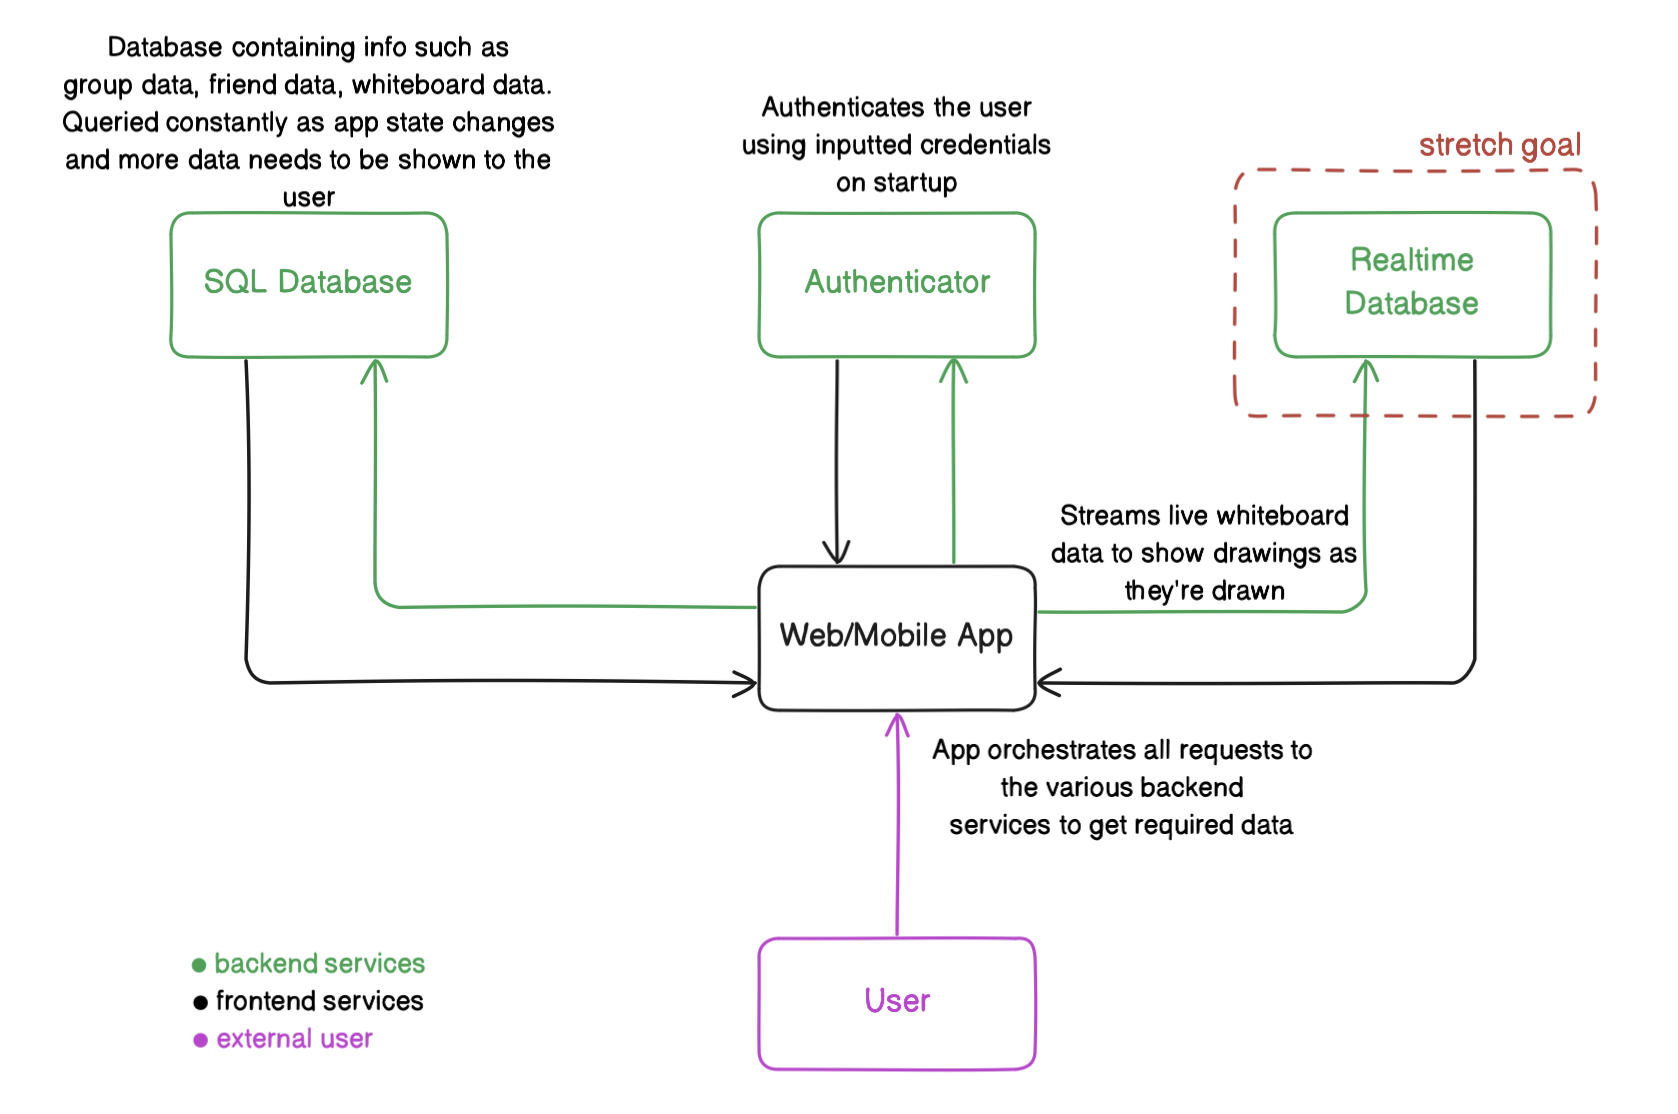 Database containing info such as
group data, friend data, whiteboard data.
Queried constantly as app state changes
and more data needs to be shown to the
user
SQL Database
Authenticates the user
using inputted credentials
on startup
Authenticator
stretch goal
Realtime
Database
Streams live whiteboard
data to show drawings as
they're drawn
Web/Mobile App
App orchestrates all requests to
the various backend
services to get required data
User
backend services
frontend services
external user